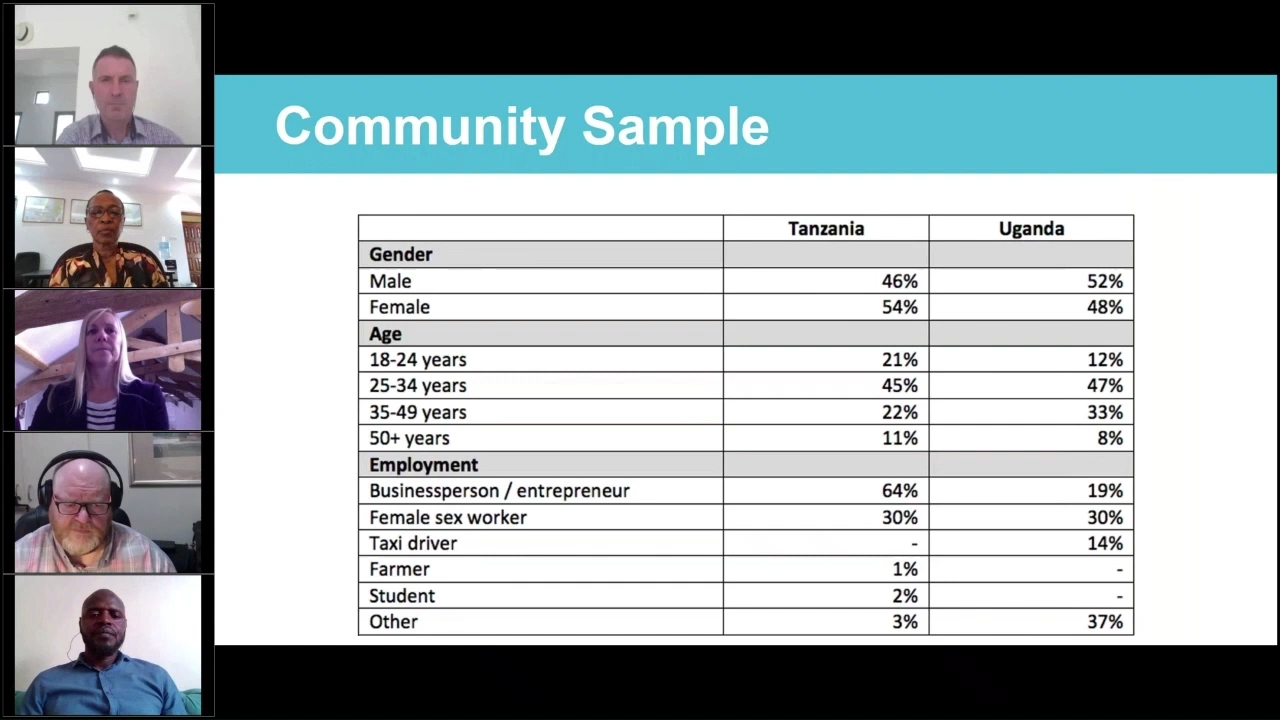 Community Sample
Tanzania Uganda
Gender
Male 46% 52%
Female 54% 48%
Age
18-24 years 21% 12%
25-34 years 45% 47%
35-49 years 22% 33%
50+ years 11% 8%
Employment
Businessperson / entrepreneur 64% 19%
Female sex worker 30% 30%
Taxi driver - 14%
Farmer 1% -
Student 2% -
Other 3% 37%